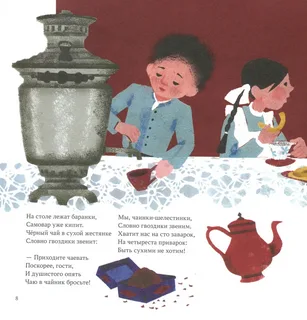 На столе лежат баранки,
Самовар уже кипит.
Чёрный чай в сухой жестянке
Словно гвоздики звенит:
— Приходите чаевать
Поскорее, гости,
И душистого опять
Чаю в чайник бросьте!
Мы, чаинки-шелестинки,
Словно гвоздики звеним.
Хватит нас на сто заварок,
На четыреста приварок:
Быть сухими не хотим!
8